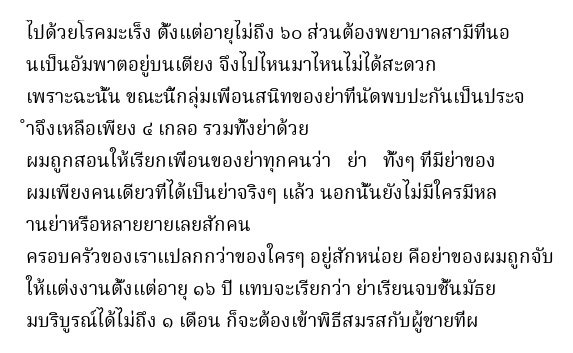 ไปด้วยโรคมะเร็ง ตั้งแต่อายุไม่ถึง ๖๐ ส่วนต้องพยาบาลสามีที่นอ
นเป็นอัมพาตอยู่บนเตียง จึงไปไหนมาไหนไม่ได้สะดวก
เพราะฉะนั้น ขณะนี้กลุ่มเพื่อนสนิทของย่าที่นัดพบปะกันเป็นประจ
ำจึงเหลือเพียง ๔ เกลอ รวมทั้งย่าด้วย
ผมถูกสอนให้เรียกเพื่อนของย่าทุกคนว่า ย่า ทั้งๆ ที่มีย่าของ
ผมเพียงคนเดียวที่ได้เป็นย่าจริงๆ แล้ว นอกนั้นยังไม่มีใครมีหล
านย่าหรือหลายยายเลยสักคน
ครอบครัวของเราแปลกกว่าของใครๆ อยู่สักหน่อย คือย่าของผมถูกจับ
ให้แต่งงานตั้งแต่อายุ ๑๖ ปี แทบจะเรียกว่า ย่าเรียนจบชั้นมัธย
มบริบูรณ์ได้ไม่ถึง ๑ เดือน ก็จะต้องเข้าพิธีสมรสกับผู้ชายที่ผ